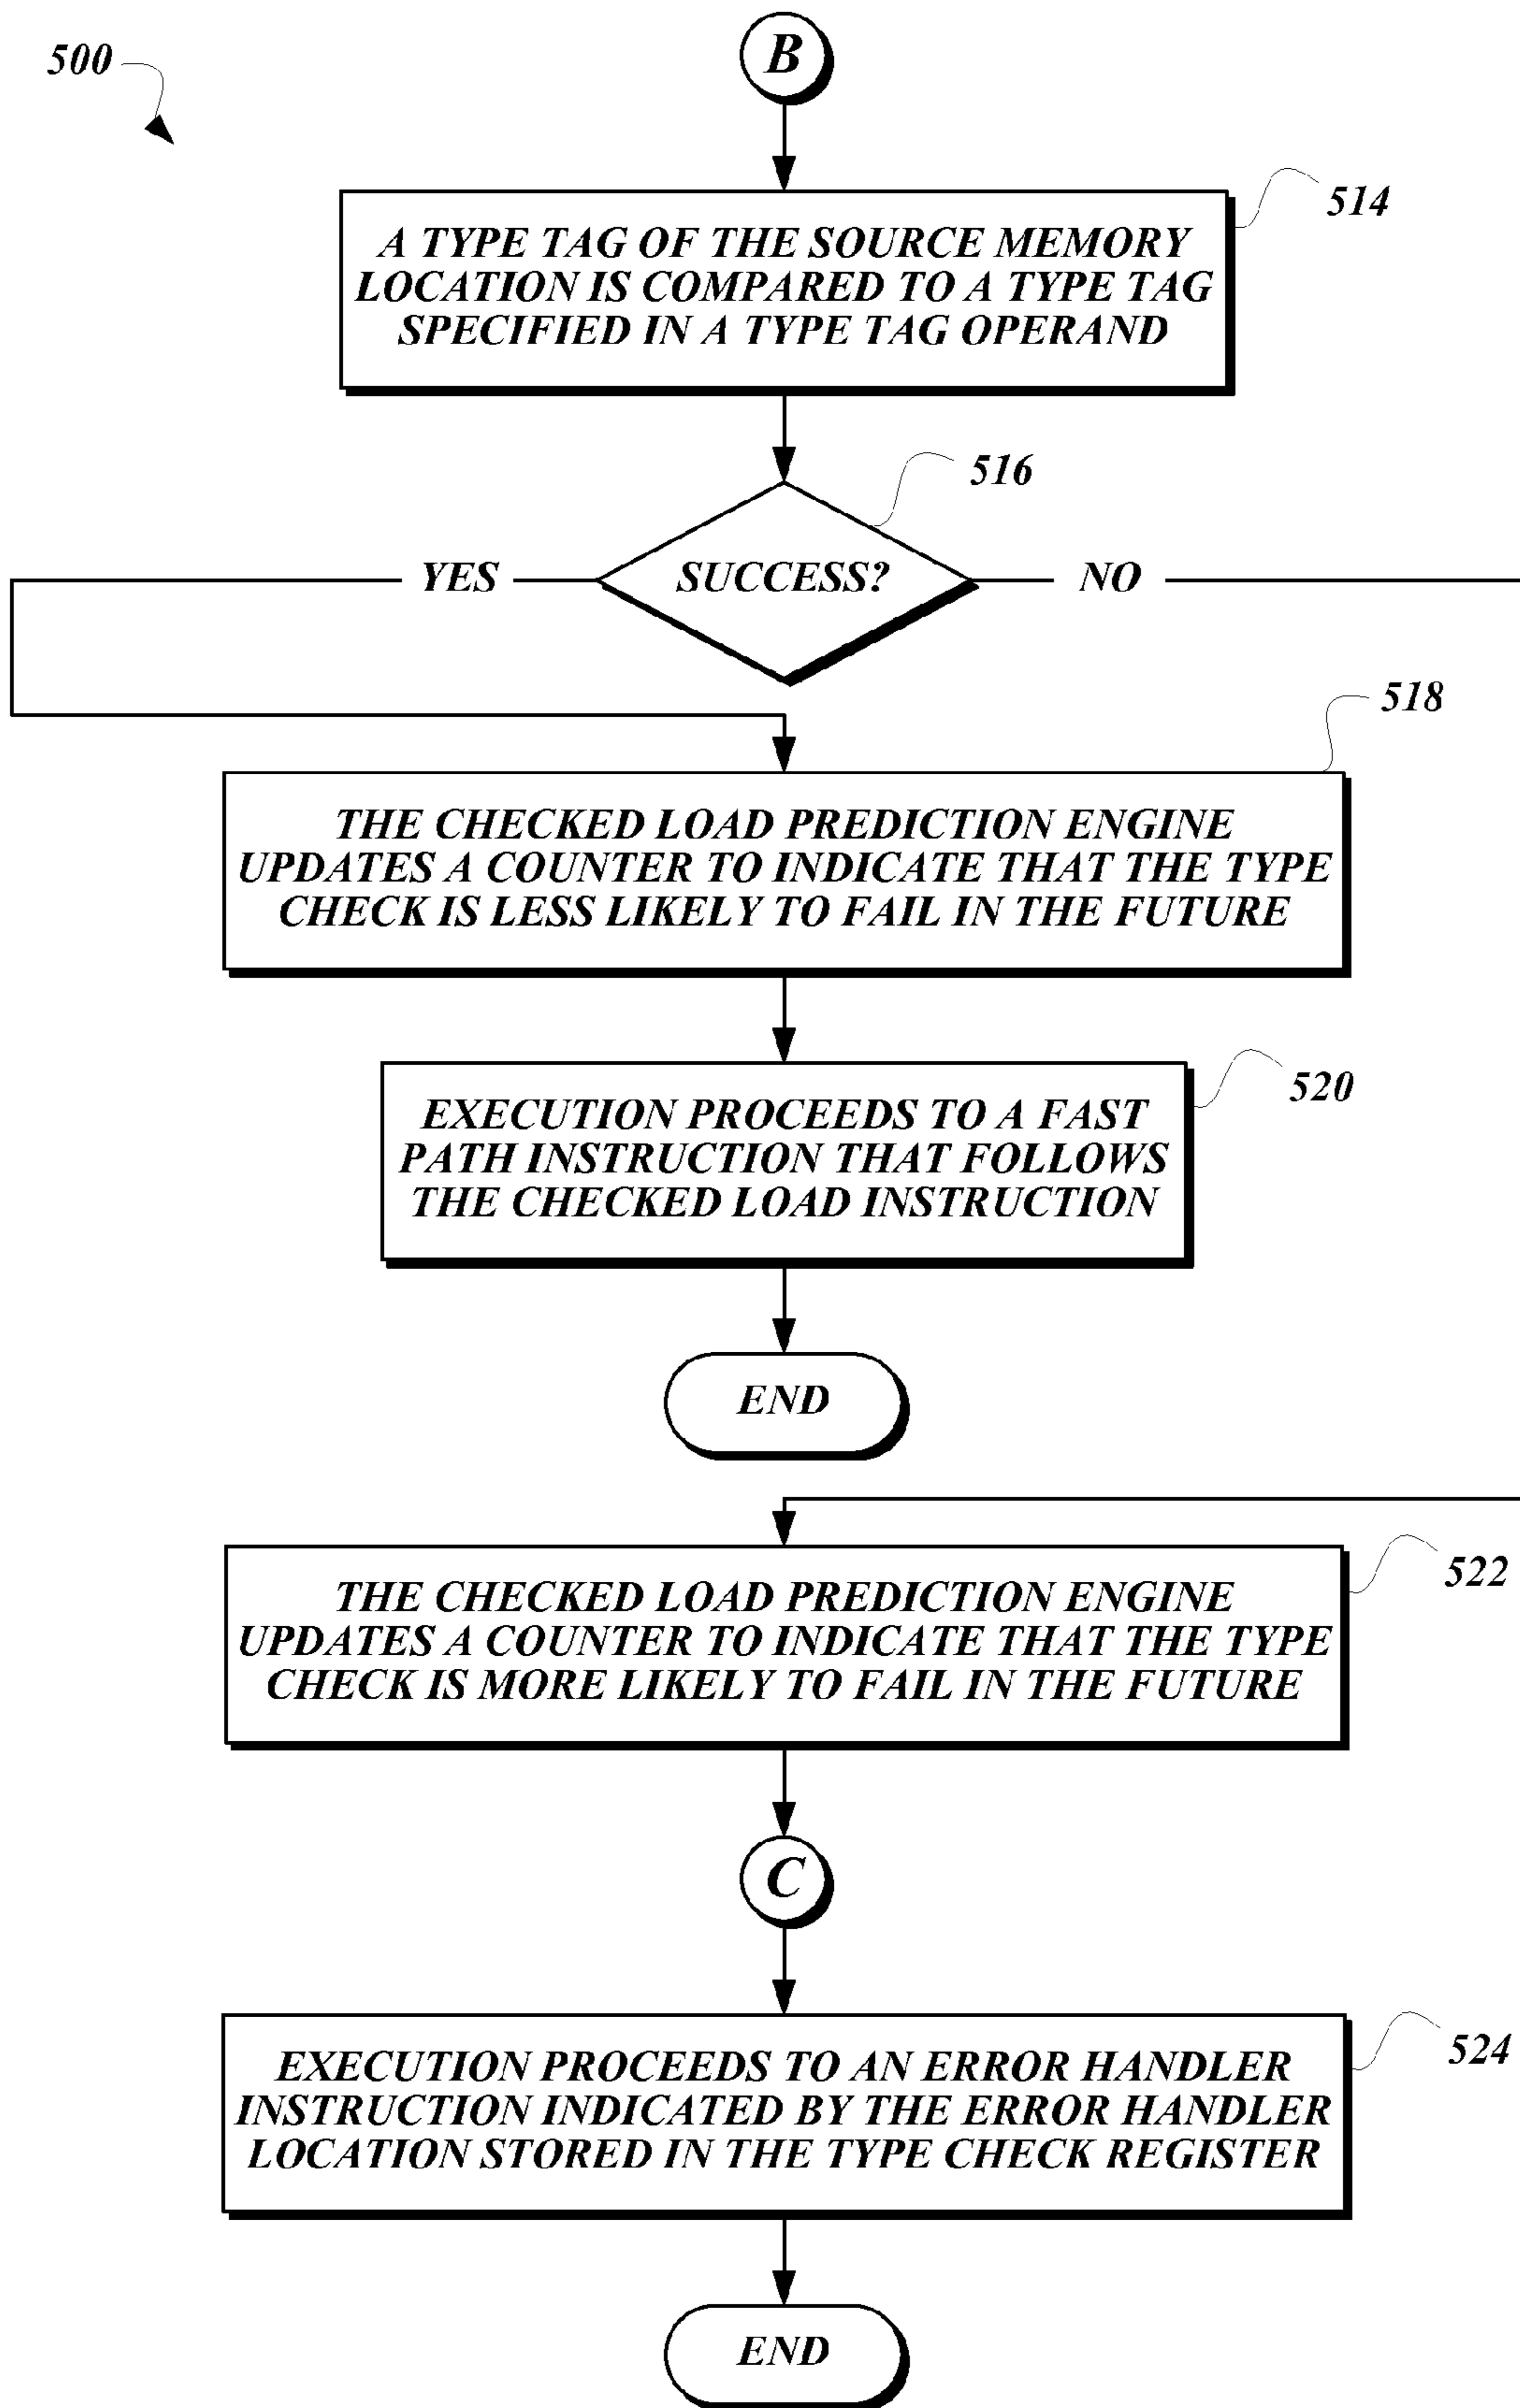 500
B
514
A TYPE TAG OF THE SOURCE MEMORY
LOCATION IS COMPARED TO A TYPE TAG
SPECIFIED IN A TYPE TAG OPERAND
516
YES
SUCCESS?
NO
518
THE CHECKED LOAD PREDICTION ENGINE
UPDATES A COUNTER TO INDICATE THAT THE TYPE
CHECK IS LESS LIKELY TO FAIL IN THE FUTURE
520
EXECUTION PROCEEDS TO A FAST
PATH INSTRUCTION THAT FOLLOWS
THE CHECKED LOAD INSTRUCTION
END
522
THE CHECKED LOAD PREDICTION ENGINE
UPDATES A COUNTER TO INDICATE THAT THE TYPE
CHECK IS MORE LIKELY TO FAIL IN THE FUTURE
C
524
EXECUTION PROCEEDS TO AN ERROR HANDLER
INSTRUCTION INDICATED BY THE ERROR HANDLER
LOCATION STORED IN THE TYPE CHECK REGISTER
END